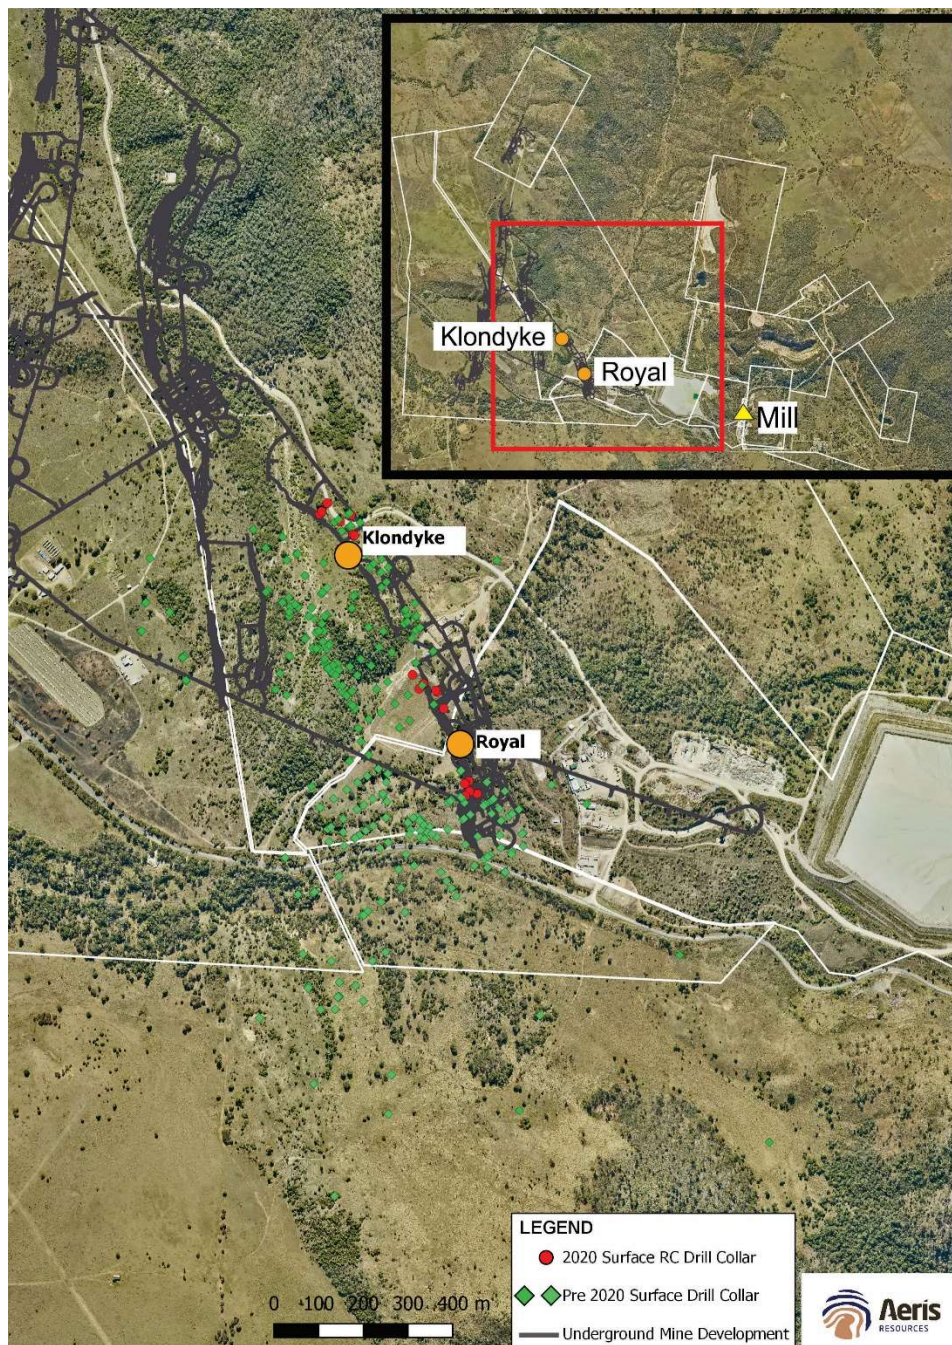 Klondyke
Royal
Mill
Klondyke
Royal
LEGEND
2020 Surface RC Drill Collar
Pre 2020 Surface Drill Collar
Underground Mine Development
0 100 200 300 400 m
Aeris
RESOURCES